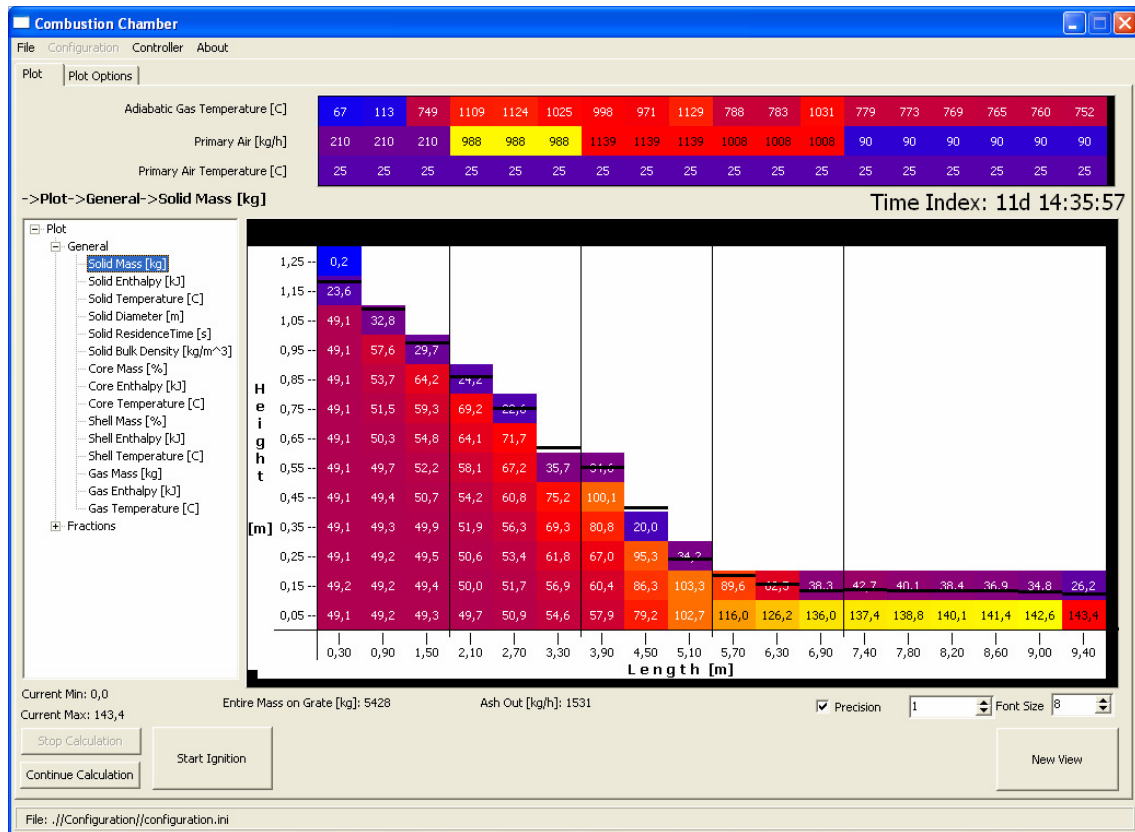 Combustion Chamber
File Configuration Controller About
Plot Plot Options
Adiabatic Gas Temperature [C] 67 113 749 1109 1124 1025 998 971 1129 788 783 1031 779 773 769 765 760 752
Primary Air [kg/h] 210 210 210 988 988 988 1139 1139 1139 1008 1008 1008 90 90 90 90 90 90
Primary Air Temperature [C] 25 25 25 25 25 25 25 25 25 25 25 25 25 25 25 25 25 25
->Plot->General->Solid Mass [kg]
Time Index: 11d 14:35:57
Plot
General
Solid Mass [kg]
Solid Enthalpy [kJ]
Solid Temperature [C]
Solid Diameter [m]
Solid ResidenceTime [s]
Solid Bulk Density [kg/m^3]
Core Mass [%]
Core Enthalpy [kJ]
Core Temperature [C]
Shell Mass [%]
Shell Enthalpy [kJ]
Shell Temperature [C]
Gas Mass [kg]
Gas Enthalpy [kJ]
Gas Temperature [C]
Fractions
Height [m]
1,25 -- 0,2
1,15 -- 23,6
1,05 -- 49,1 32,8
0,95 -- 49,1 57,6 29,7
0,85 -- 49,1 53,7 64,2 24,2
0,75 -- 49,1 51,5 59,3 69,2 22,6
0,65 -- 49,1 50,3 54,8 64,1 71,7
0,55 -- 49,1 49,7 52,2 58,1 67,2 35,7 31,6
0,45 -- 49,1 49,4 50,7 54,2 60,8 75,2 100,1
0,35 -- 49,1 49,3 49,9 51,9 56,3 69,3 80,8 20,0
0,25 -- 49,1 49,2 49,5 50,6 53,4 61,8 67,0 95,3 34,2
0,15 -- 49,2 49,2 49,4 50,0 51,7 56,9 60,4 86,3 103,3 89,6 62,5 38,3 42,7 40,1 38,4 36,9 34,8 26,2
0,05 -- 49,1 49,2 49,3 49,7 50,9 54,6 57,9 79,2 102,7 116,0 126,2 136,0 137,4 138,8 140,1 141,4 142,6 143,4
0,30 0,90 1,50 2,10 2,70 3,30 3,90 4,50 5,10 5,70 6,30 6,90 7,40 7,80 8,20 8,60 9,00 9,40
Length [m]
Current Min: 0,0
Current Max: 143,4
Entire Mass on Grate [kg]: 5428
Ash Out [kg/h]: 1531
Precision 1 Font Size 8
Stop Calculation
Continue Calculation
Start Ignition
New View
File: .//Configuration//configuration.ini